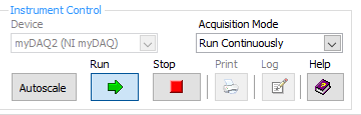 Instrument Control
Device
Acquisition Mode
myDAQ2 (NI myDAQ)
Run Continuously
Run
Stop
Print
Log
Help
Autoscale